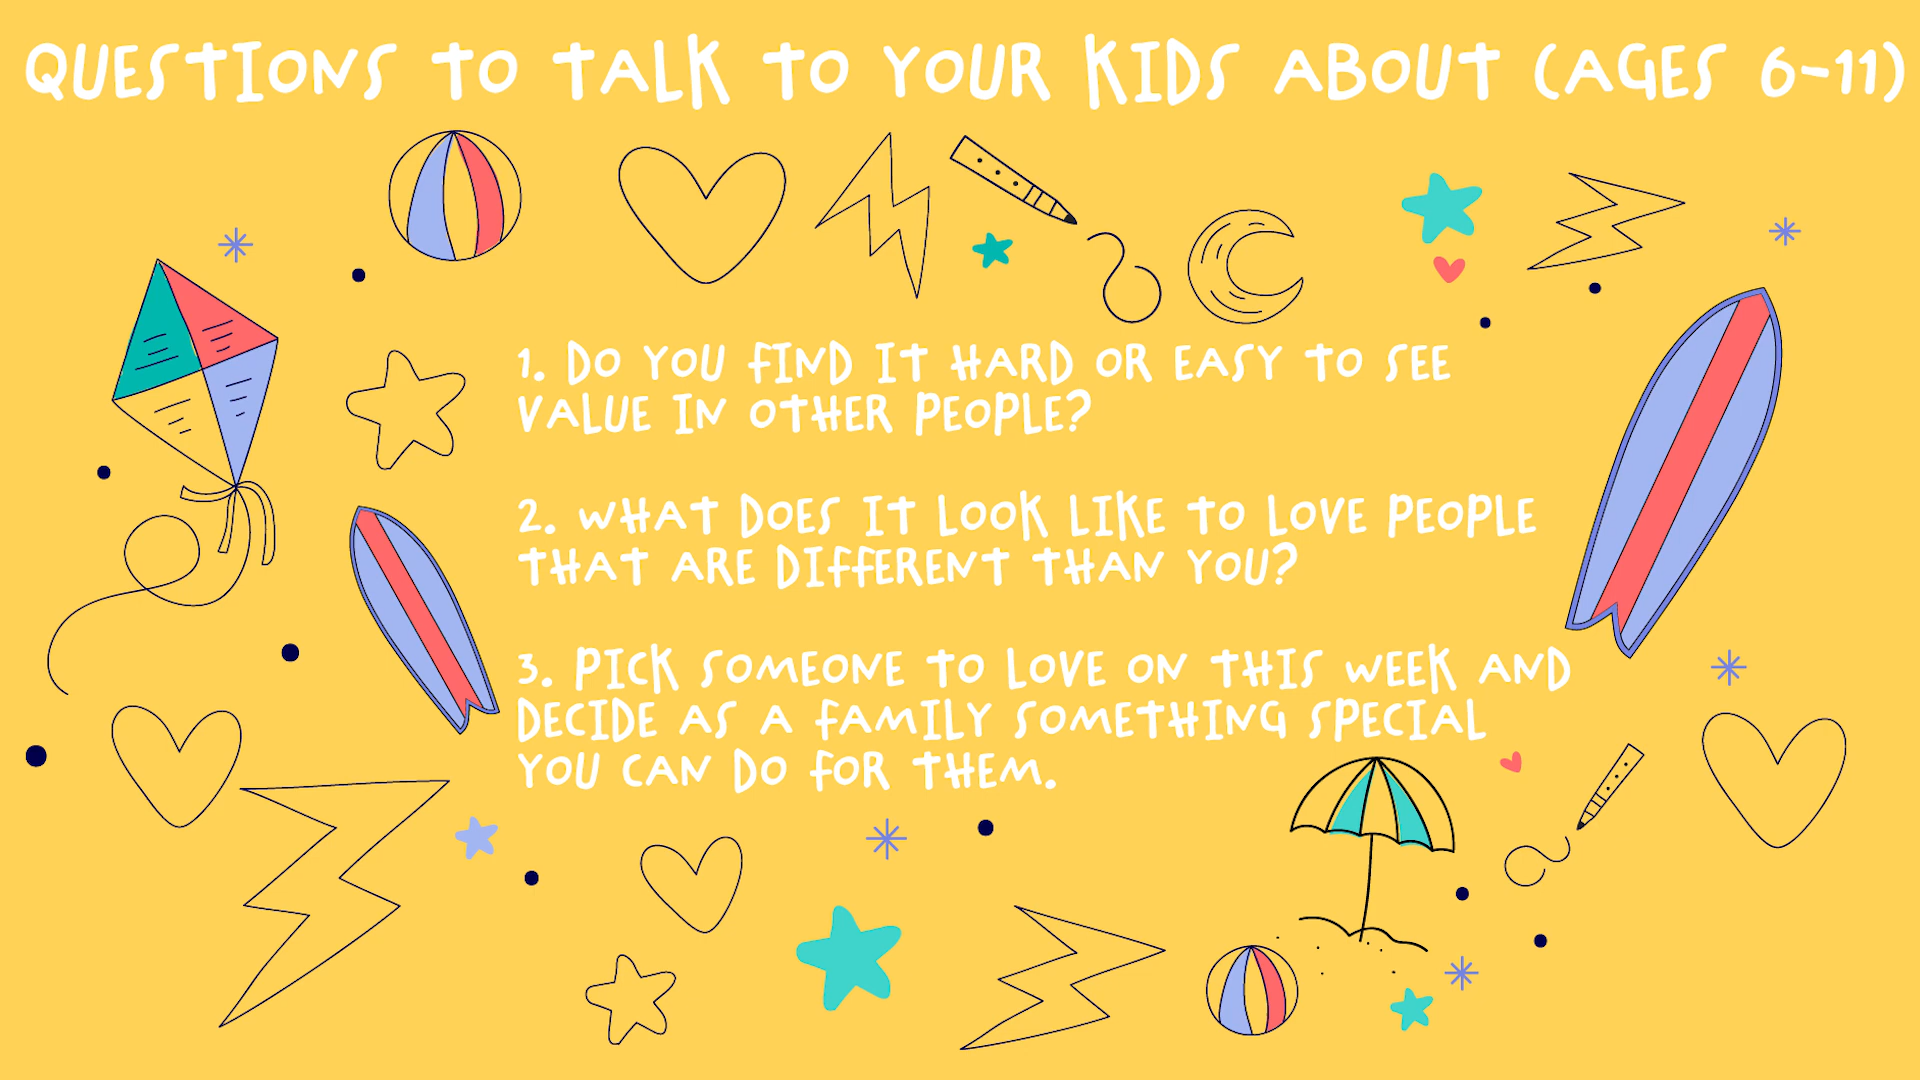 QUESTIONS TO TALK TO YOUR KIDS ABOUT (AGES 6-11)
1. DO YOU FIND IT HARD OR EASY TO SEE
VALUE IN OTHER PEOPLE?
2. WHAT DOES IT LOOK LIKE TO LOVE PEOPLE
THAT ARE DIFFERENT THAN YOU?
3. PICK SOMEONE TO LOVE ON THIS WEEK AND
DECIDE AS A FAMILY SOMETHING SPECIAL
YOU CAN DO FOR THEM.